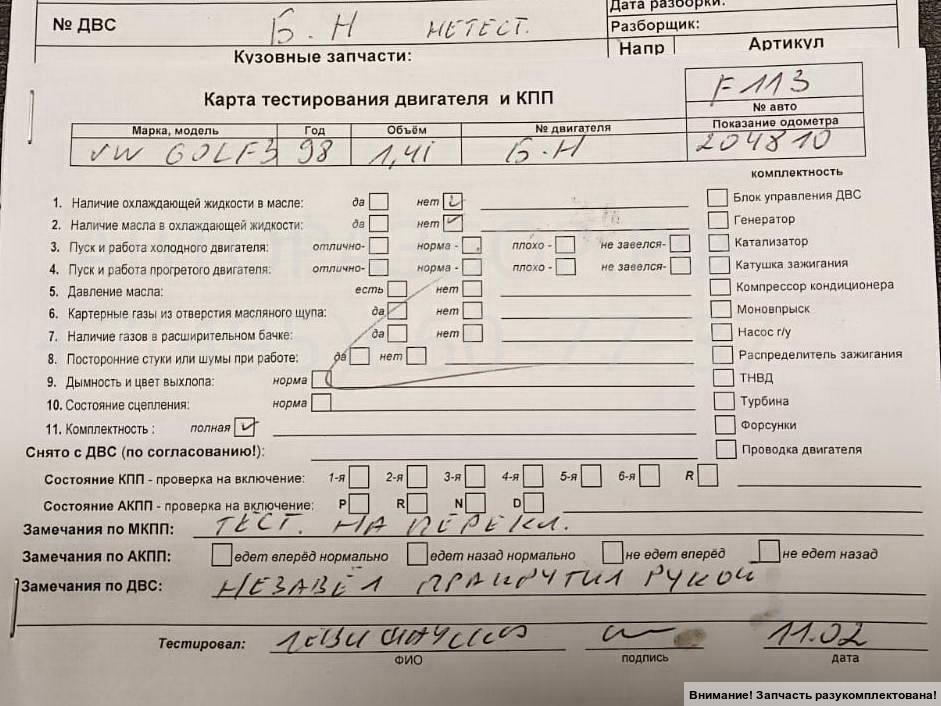 Дата разборки:
№ ДВС Б.Н НЕТЕСТ.
Разборщик:
Кузовные запчасти:
Напр Артикул
Карта тестирования двигателя и КПП
F113
№ авто
Марка, модель Год Объём № двигателя Показание одометра
VW GOLF3 98 1,4i Б.Н 204810
комплектность
1. Наличие охлаждающей жидкости в масле: да нет
Блок управления ДВС
2. Наличие масла в охлаждающей жидкости: да нет
Генератор
3. Пуск и работа холодного двигателя: отлично- норма - плохо - не завелся-
Катализатор
4. Пуск и работа прогретого двигателя: отлично- норма - плохо - не завелся-
Катушка зажигания
5. Давление масла: есть нет
Компрессор кондиционера
6. Картерные газы из отверстия масляного щупа: да нет
Моновпрыск
7. Наличие газов в расширительном бачке: да нет
Насос г/у
8. Посторонние стуки или шумы при работе: да нет
Распределитель зажигания
9. Дымность и цвет выхлопа: норма
ТНВД
10. Состояние сцепления: норма
Турбина
11. Комплектность : полная
Форсунки
Снято с ДВС (по согласованию!):
Проводка двигателя
Состояние КПП - проверка на включение: 1-я 2-я 3-я 4-я 5-я 6-я R
Состояние АКПП - проверка на включение: P R N D
Замечания по МКПП: ТЕСТ. НА ПЕРЕКЛ.
Замечания по АКПП: едет вперёд нормально едет назад нормально не едет вперёд не едет назад
Замечания по ДВС: НЕЗАВЁЛ ПРАКРУТИЛ РУКОЙ
Тестировал: 11.02
ФИО подпись дата
Внимание! Запчасть разукомплектована!